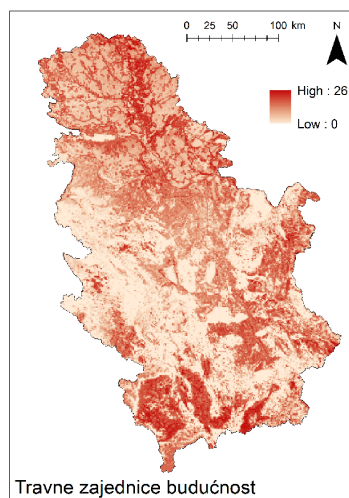 0 25 50 100 km
N
High : 26
Low : 0
Travne zajednice budućnost